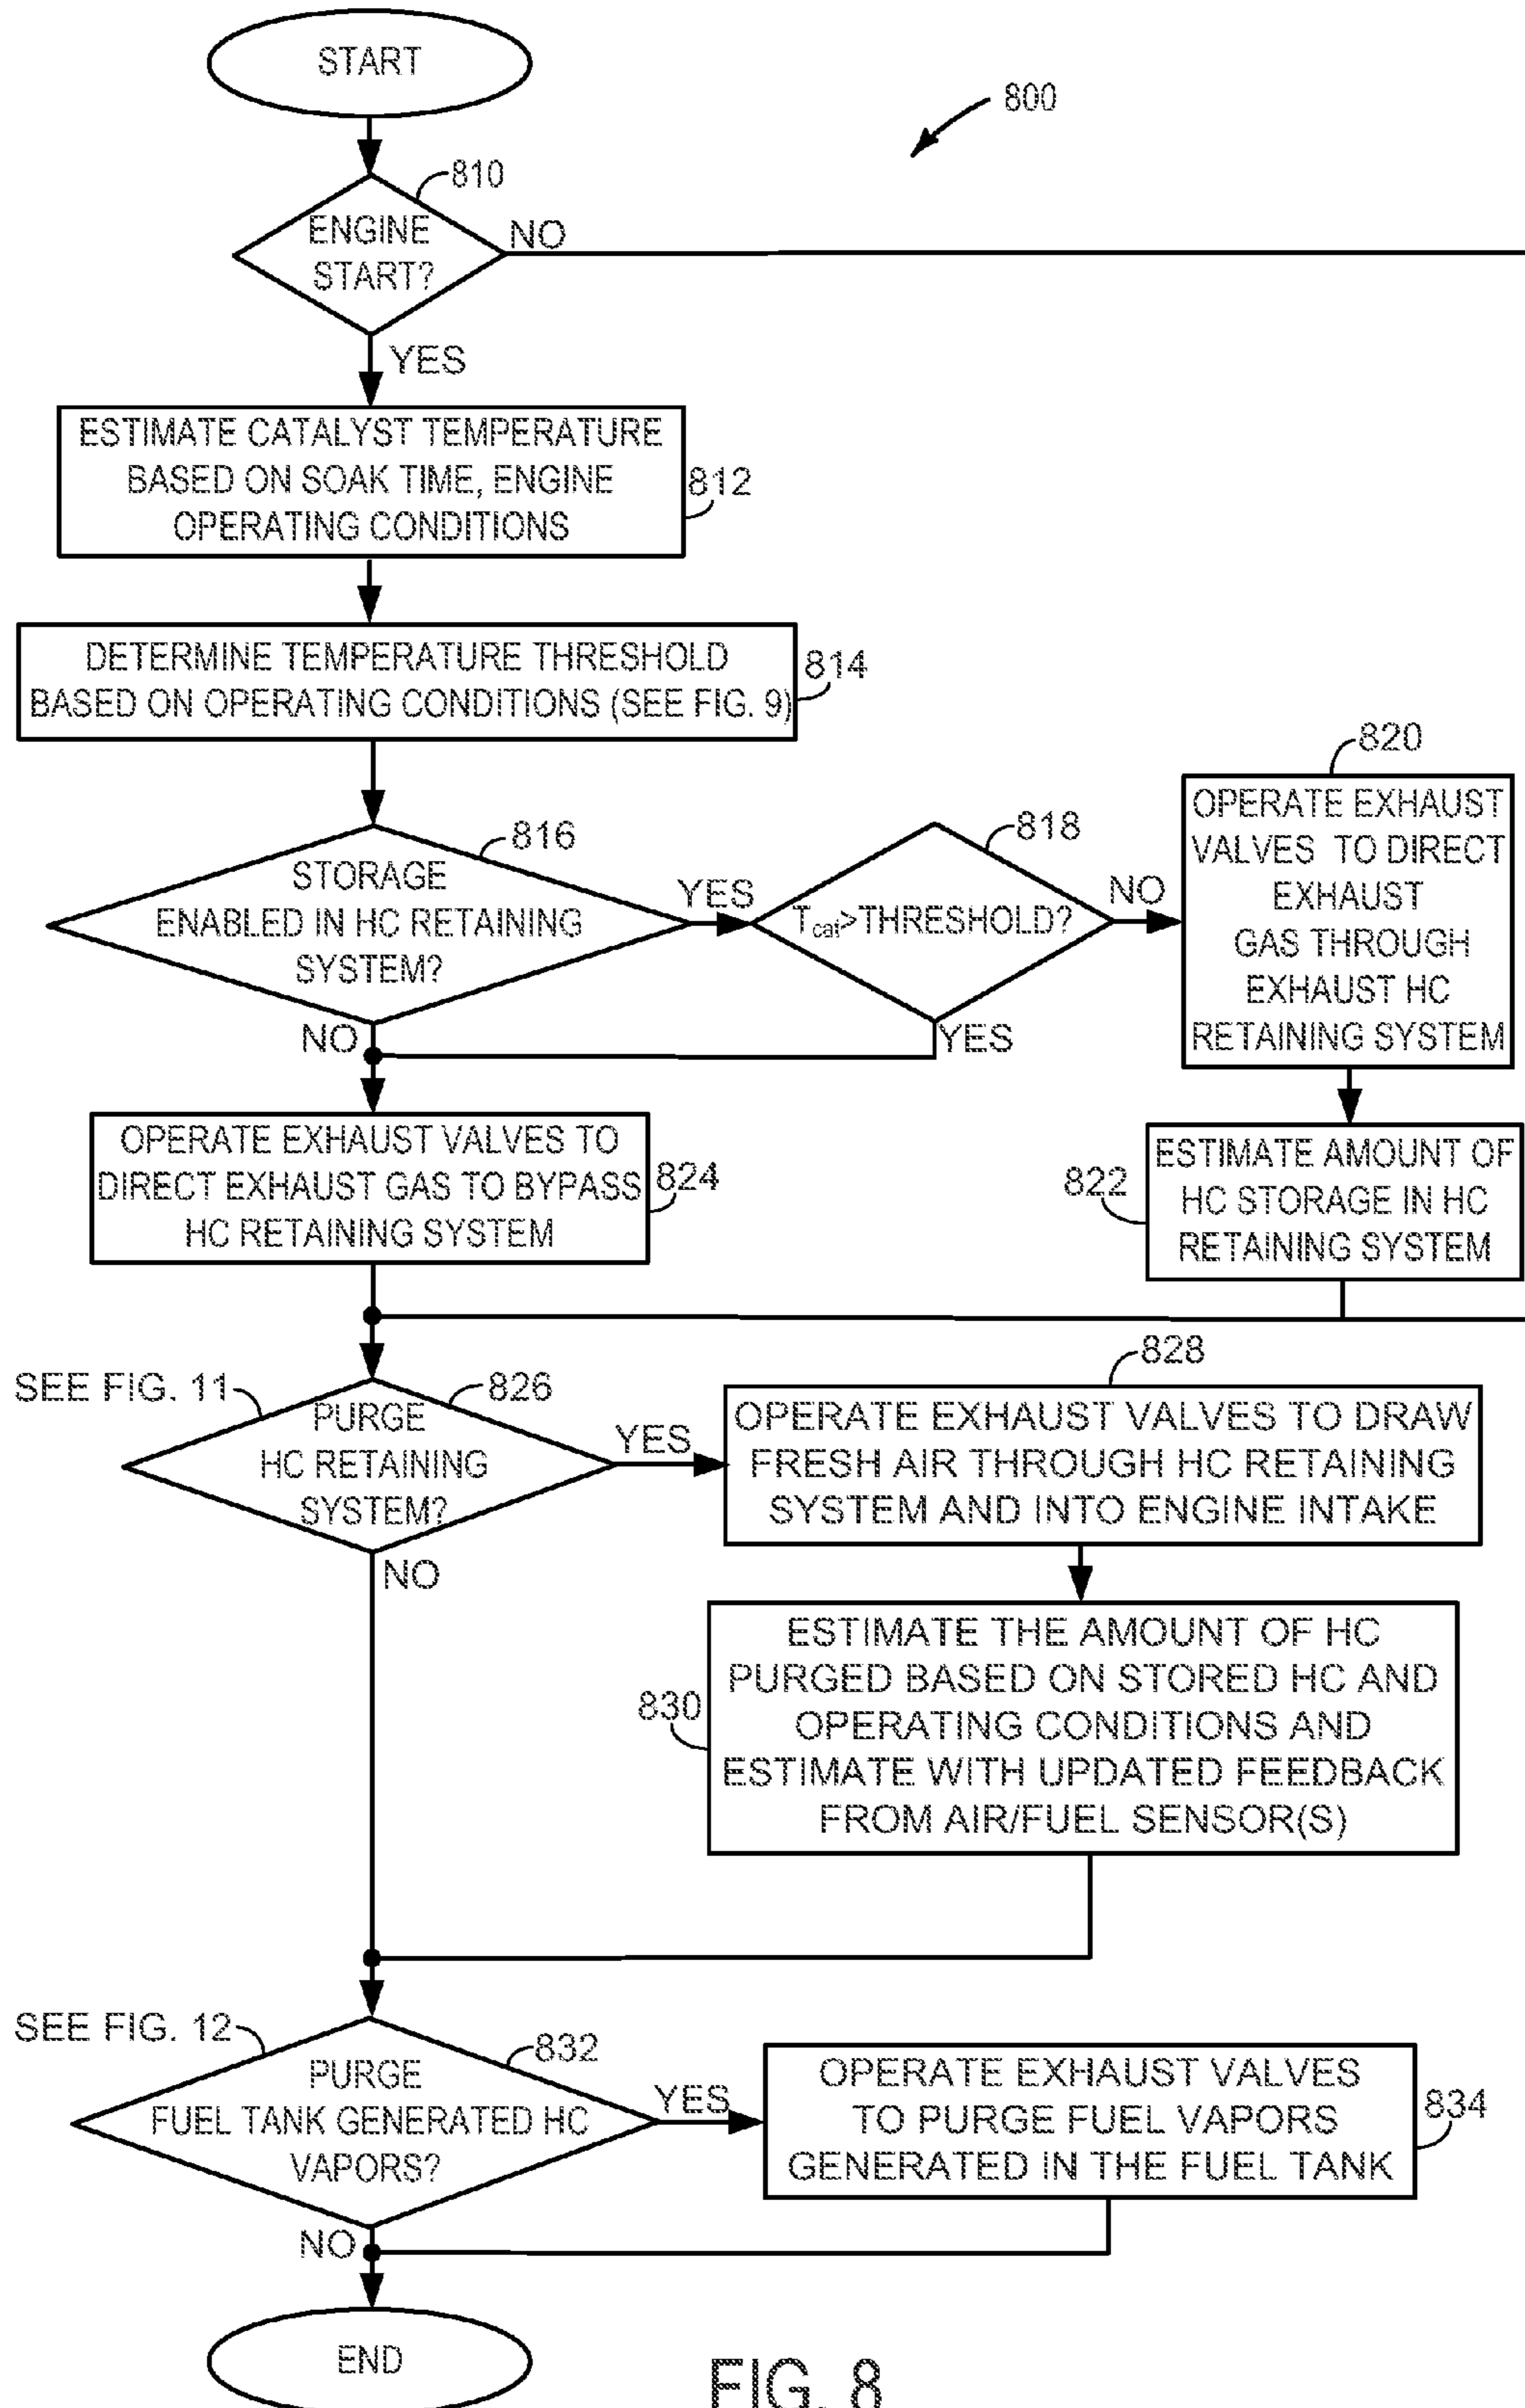 START
800
810
ENGINE
START?
NO
YES
ESTIMATE CATALYST TEMPERATURE
BASED ON SOAK TIME, ENGINE
OPERATING CONDITIONS
812
DETERMINE TEMPERATURE THRESHOLD
BASED ON OPERATING CONDITIONS (SEE FIG. 9)
814
816
STORAGE
ENABLED IN HC RETAINING
SYSTEM?
YES
NO
818
Tcat>THRESHOLD?
NO
YES
820
OPERATE EXHAUST
VALVES TO DIRECT
EXHAUST
GAS THROUGH
EXHAUST HC
RETAINING SYSTEM
822
ESTIMATE AMOUNT OF
HC STORAGE IN HC
RETAINING SYSTEM
OPERATE EXHAUST VALVES TO
DIRECT EXHAUST GAS TO BYPASS
HC RETAINING SYSTEM
824
SEE FIG. 11
826
PURGE
HC RETAINING
SYSTEM?
YES
NO
828
OPERATE EXHAUST VALVES TO DRAW
FRESH AIR THROUGH HC RETAINING
SYSTEM AND INTO ENGINE INTAKE
830
ESTIMATE THE AMOUNT OF HC
PURGED BASED ON STORED HC AND
OPERATING CONDITIONS AND
ESTIMATE WITH UPDATED FEEDBACK
FROM AIR/FUEL SENSOR(S)
SEE FIG. 12
832
PURGE
FUEL TANK GENERATED HC
VAPORS?
YES
NO
OPERATE EXHAUST VALVES
TO PURGE FUEL VAPORS
GENERATED IN THE FUEL TANK
834
END
FIG. 8